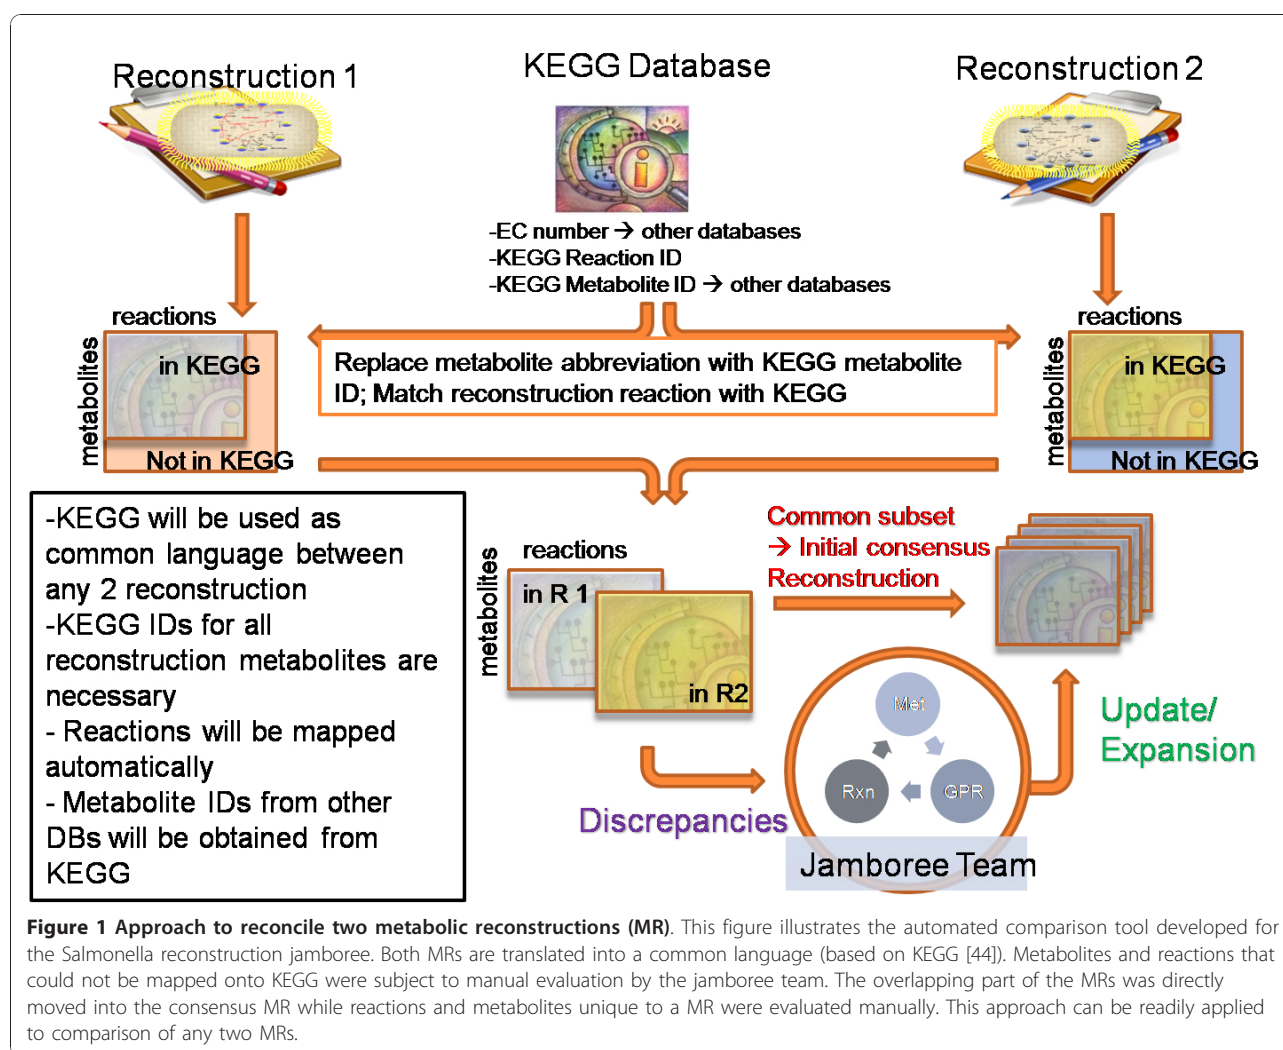 Reconstruction 1
KEGG Database
Reconstruction 2
-EC number → other databases
-KEGG Reaction ID
-KEGG Metabolite ID → other databases
reactions
metabolites
in KEGG
Not in KEGG
Replace metabolite abbreviation with KEGG metabolite
ID; Match reconstruction reaction with KEGG
reactions
metabolites
in KEGG
Not in KEGG
-KEGG will be used as
common language between
any 2 reconstruction
-KEGG IDs for all
reconstruction metabolites are
necessary
- Reactions will be mapped
automatically
- Metabolite IDs from other
DBs will be obtained from
KEGG
reactions
metabolites
in R 1
in R2
Common subset
→ Initial consensus
Reconstruction
Discrepancies
Met
Rxn
GPR
Jamboree Team
Update/
Expansion
Figure 1 Approach to reconcile two metabolic reconstructions (MR). This figure illustrates the automated comparison tool developed for
the Salmonella reconstruction jamboree. Both MRs are translated into a common language (based on KEGG [44]). Metabolites and reactions that
could not be mapped onto KEGG were subject to manual evaluation by the jamboree team. The overlapping part of the MRs was directly
moved into the consensus MR while reactions and metabolites unique to a MR were evaluated manually. This approach can be readily applied
to comparison of any two MRs.